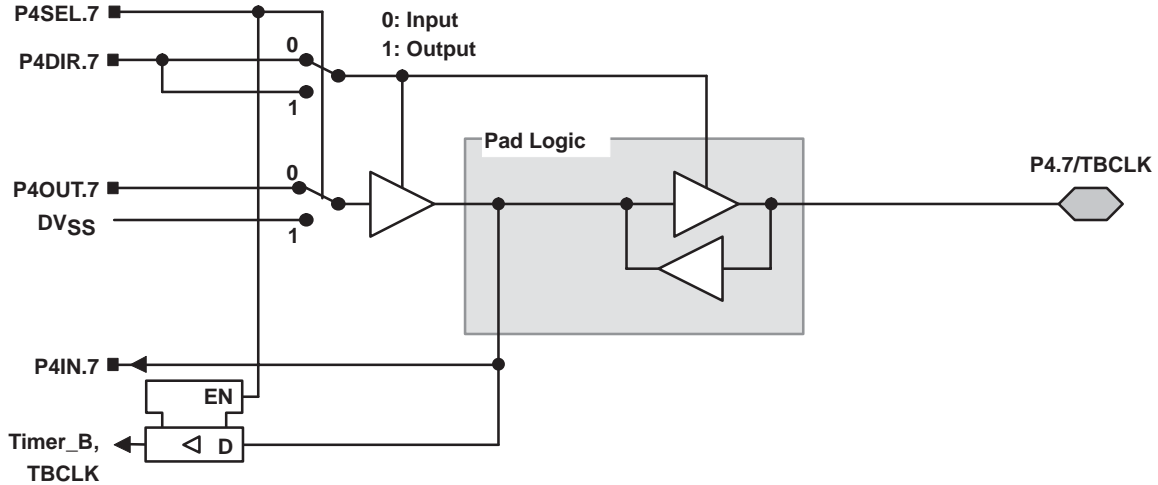 P4SEL.7
0: Input
1: Output
P4DIR.7
0
1
Pad Logic
P4.7/TBCLK
P4OUT.7
0
DVSS
1
P4IN.7
EN
Timer_B,
TBCLK
D